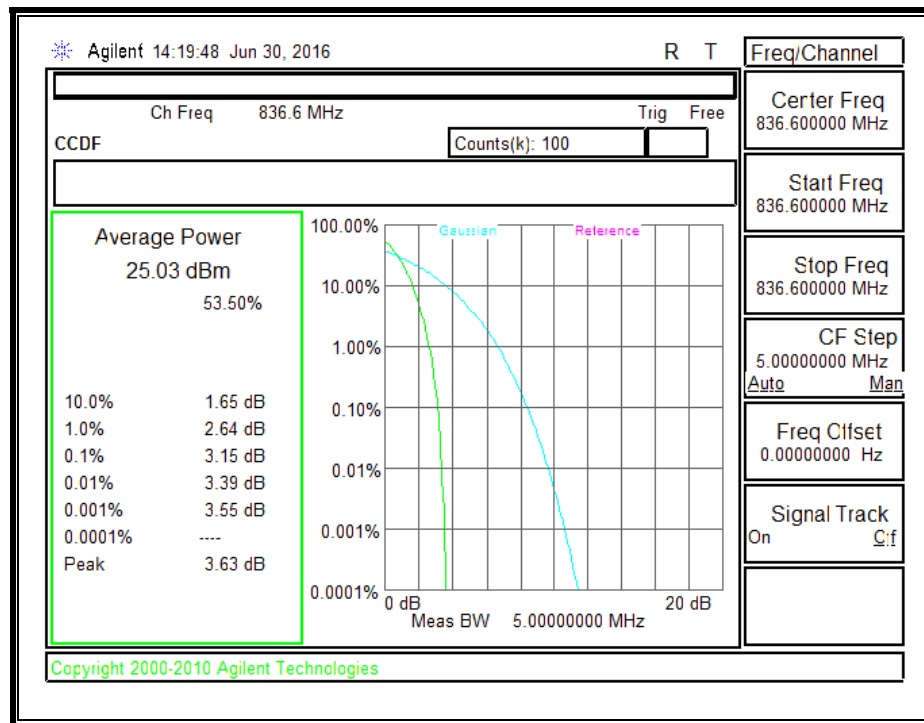 Agilent 14:19:48 Jun 30, 2016 R T
Freq/Channel
Ch Freq 836.6 MHz Trig Free
CCDF Counts(k): 100
Average Power
25.03 dBm
53.50%
10.0% 1.65 dB
1.0% 2.64 dB
0.1% 3.15 dB
0.01% 3.39 dB
0.001% 3.55 dB
0.0001% ----
Peak 3.63 dB
Gaussian Reference
100.00%
10.00%
1.00%
0.10%
0.01%
0.001%
0.0001%
0 dB 20 dB
Meas BW 5.00000000 MHz
Center Freq
836.600000 MHz
Start Freq
836.600000 MHz
Stop Freq
836.600000 MHz
CF Step
5.00000000 MHz
Auto Man
Freq Offset
0.00000000 Hz
Signal Track
On Off
Copyright 2000-2010 Agilent Technologies